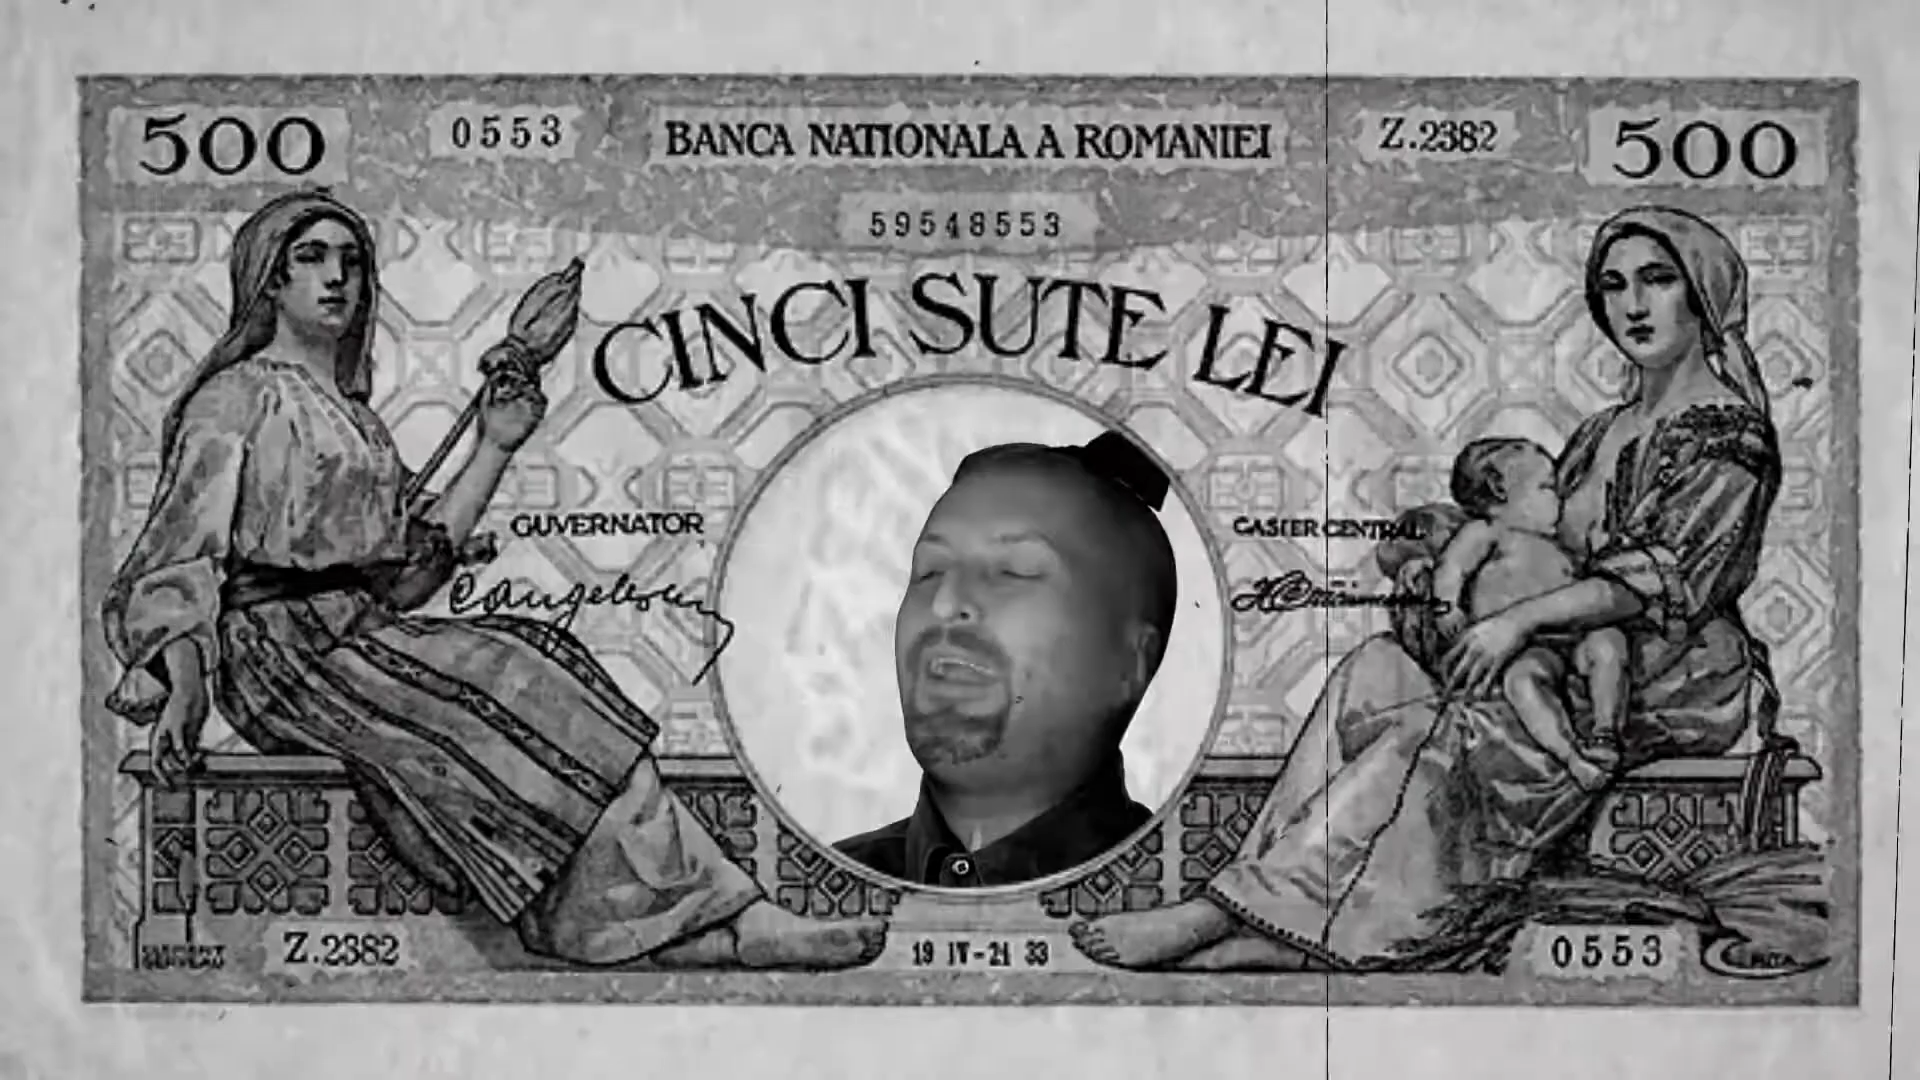 500 0553 BANCA NATIONALA A ROMANIEI Z.2382 500
59548553
CINCI SUTE LEI
GUVERNATOR CASIER CENTRAL
Z.2382 19 IV-21 33 0553